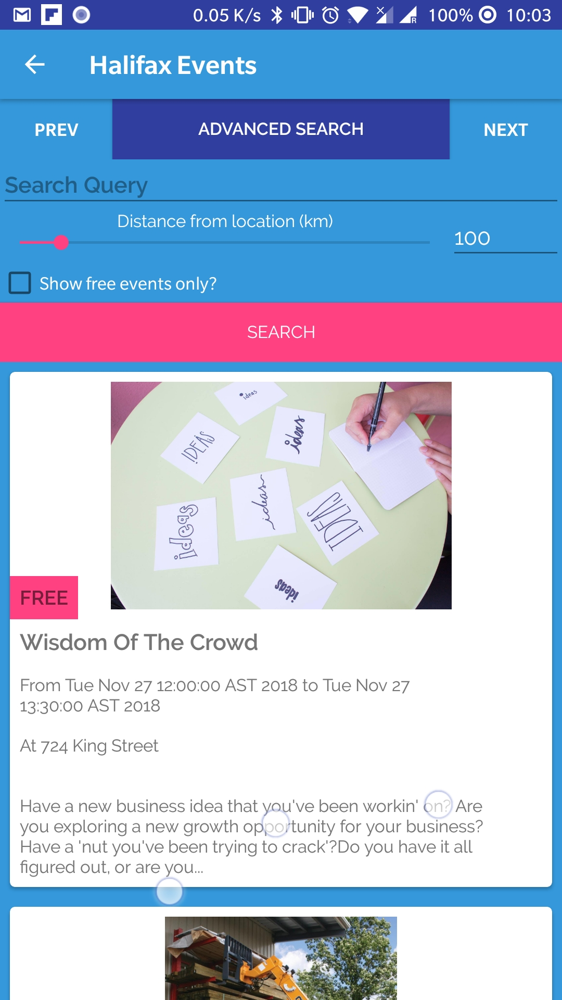 0.05 K/s 100% 10:03
R
Halifax Events
PREV
ADVANCED SEARCH
NEXT
Search Query
Distance from location (km)
100
Show free events only?
SEARCH
ideas
IDEAS
ideas
ideas
ideas
IDEAS
ideas
FREE
Wisdom Of The Crowd
From Tue Nov 27 12:00:00 AST 2018 to Tue Nov 27
13:30:00 AST 2018
At 724 King Street
Have a new business idea that you've been workin' on? Are
you exploring a new growth opportunity for your business?
Have a 'nut you've been trying to crack'?Do you have it all
figured out, or are you...